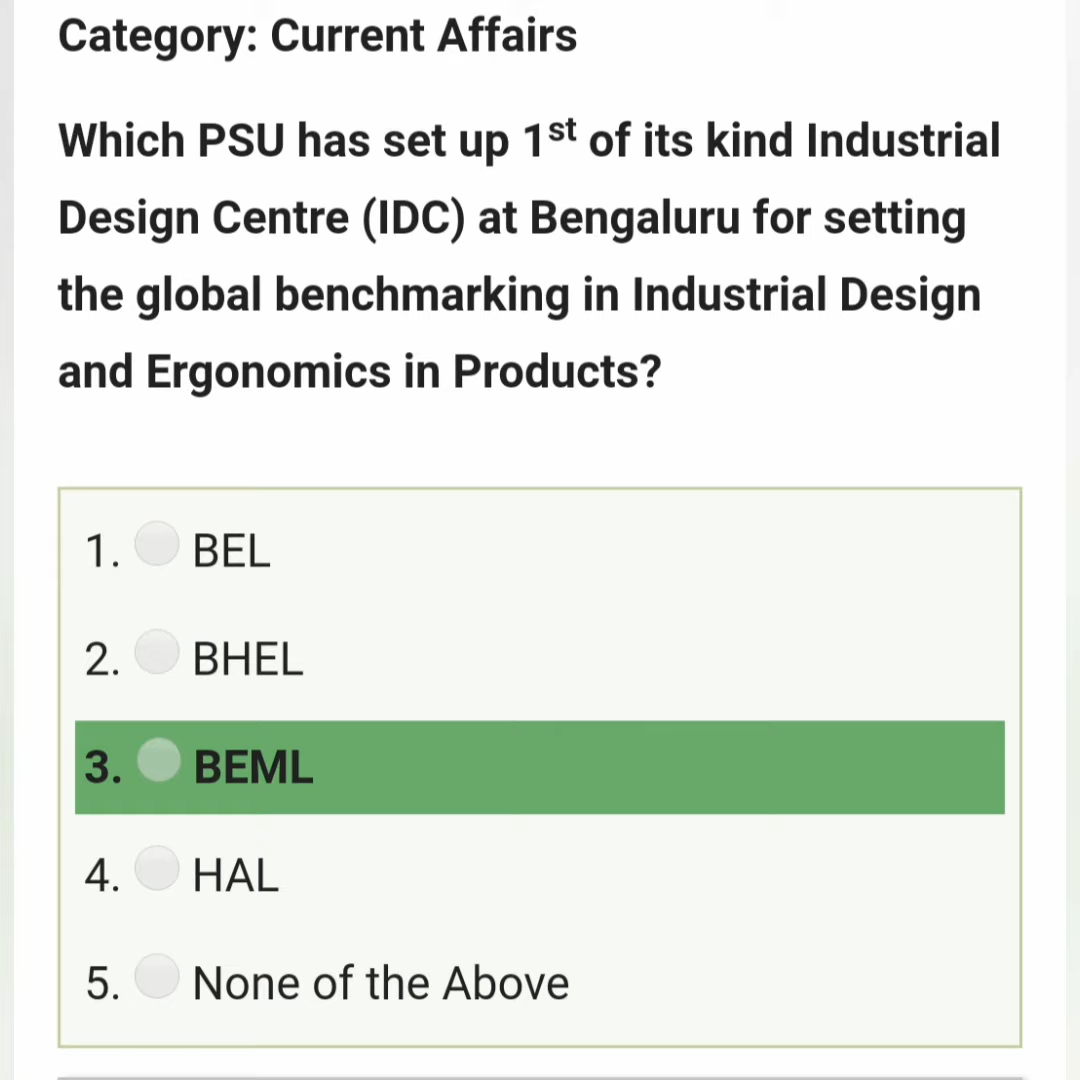 Category: Current Affairs
Which PSU has set up 1st of its kind Industrial
Design Centre (IDC) at Bengaluru for setting
the global benchmarking in Industrial Design
and Ergonomics in Products?
1. BEL
2. BHEL
3. BEML
4. HAL
5. None of the Above